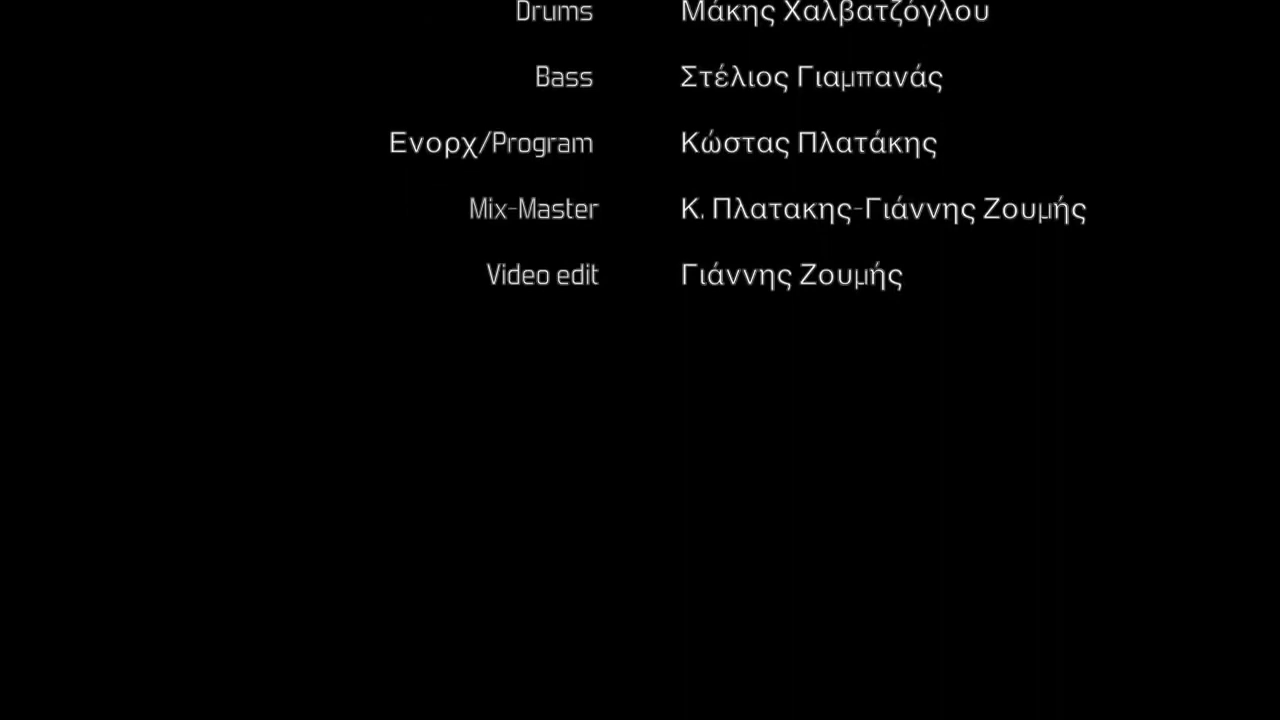 Drums Μάκης Χαλβατζόγλου
Bass Στέλιος Γιαμπανάς
Ενορχ/Program Κώστας Πλατάκης
Mix-Master Κ. Πλατακης-Γιάννης Ζουμής
Video edit Γιάννης Ζουμής